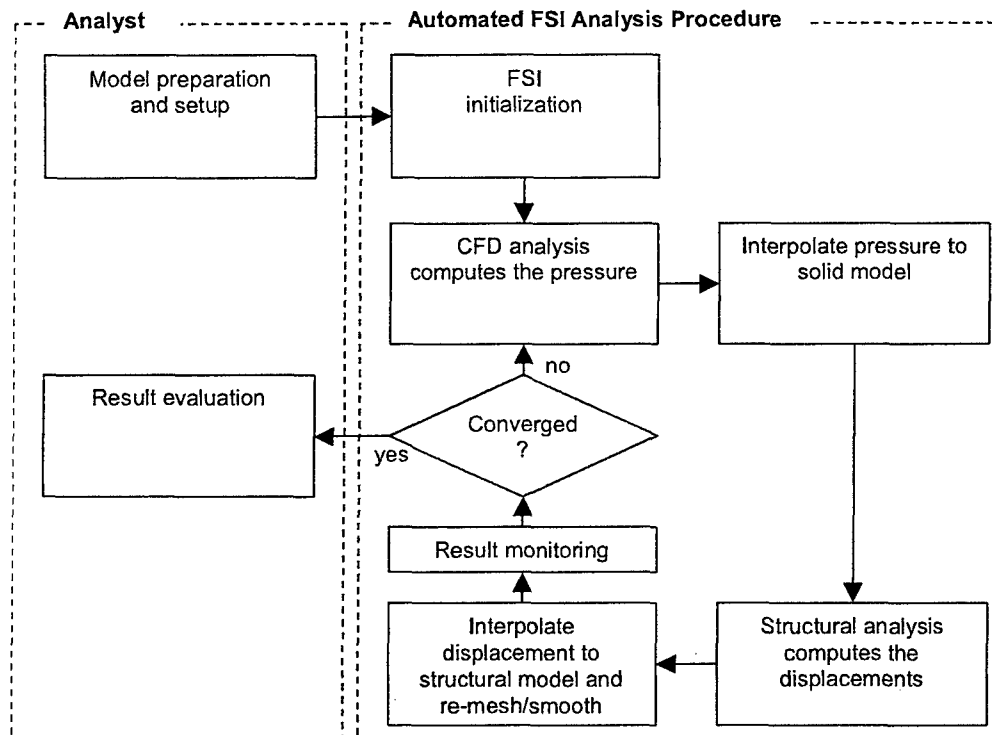 Analyst
Automated FSI Analysis Procedure
Model preparation
and setup
FSI
initialization
CFD analysis
computes the pressure
Interpolate pressure to
solid model
no
Result evaluation
Converged
?
yes
Result monitoring
Interpolate
displacement to
structural model and
re-mesh/smooth
Structural analysis
computes the
displacements